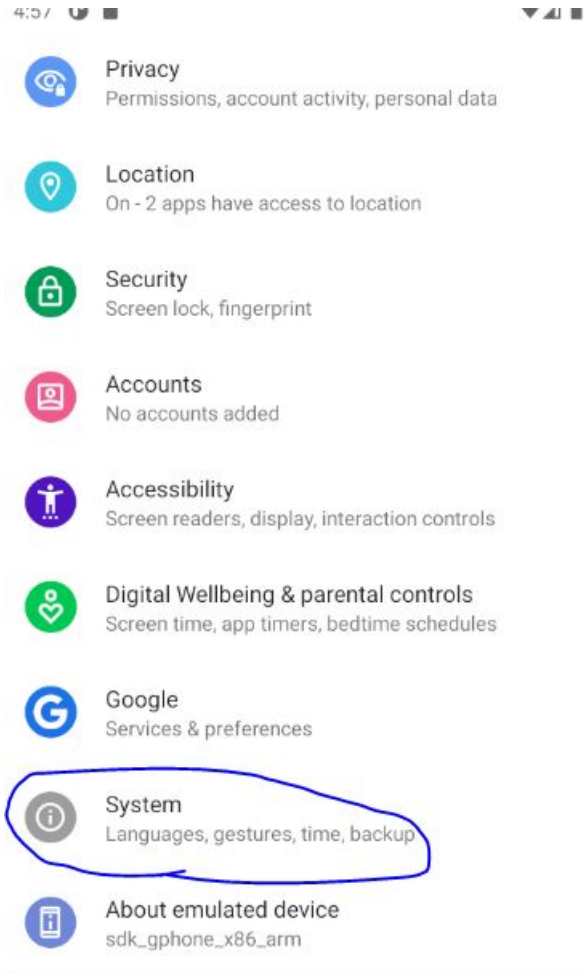 4:57
Privacy
Permissions, account activity, personal data
Location
On - 2 apps have access to location
Security
Screen lock, fingerprint
Accounts
No accounts added
Accessibility
Screen readers, display, interaction controls
Digital Wellbeing & parental controls
Screen time, app timers, bedtime schedules
Google
Services & preferences
System
Languages, gestures, time, backup
About emulated device
sdk_gphone_x86_arm